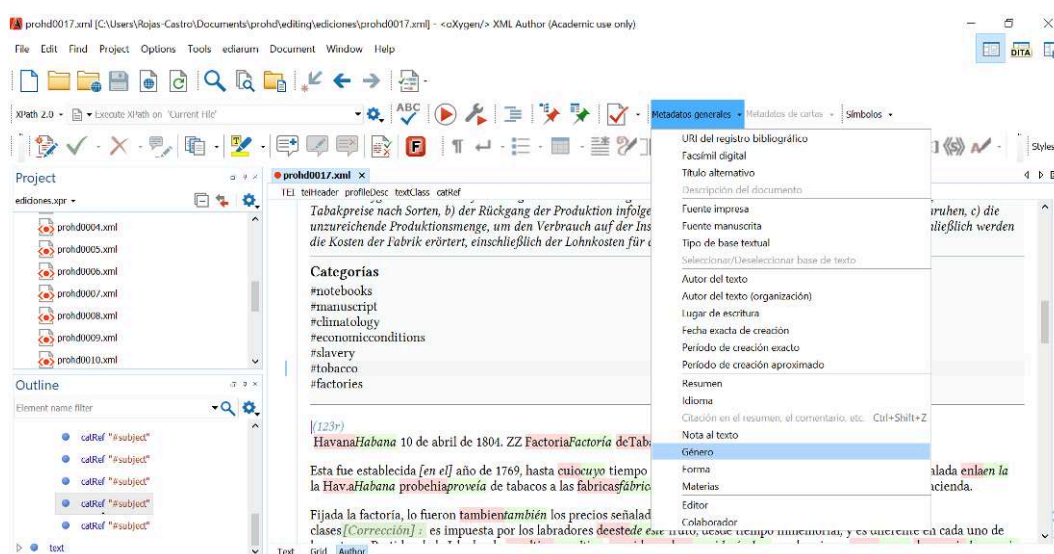 prohd0017.xml [C:\Users\Rojas-Castro\Documents\prohd\editing\ediciones\prohd0017.xml] - <oXygen/> XML Author (Academic use only)
File Edit Find Project Options Tools ediarum Document Window Help
DITA
XPath 2.0 Execute XPath on 'Current File'
ABC
Metadatos generales Metadatos de cartas Símbolos
Styles
Project
ediciones.xpr
prohd0004.xml
prohd0005.xml
prohd0006.xml
prohd0007.xml
prohd0008.xml
prohd0009.xml
prohd0010.xml
Outline
Element name filter
catRef "#subject"
catRef "#subject"
catRef "#subject"
catRef "#subject"
catRef "#subject"
text
prohd0017.xml
TEI teiHeader profileDesc textClass catRef
Tabakpreise nach Sorten, b) der Rückgang der Produktion infolge
unzureichende Produktionsmenge, um den Verbrauch auf der Ins
die Kosten der Fabrik erörtert, einschließlich der Lohnkosten für
Categorías
#notebooks
#manuscript
#climatology
#economicconditions
#slavery
#tobacco
#factories
(123r)
HavanaHabana 10 de abril de 1804. ZZ FactoriaFactoría deTab
Esta fue establecida [en el] año de 1769, hasta cuiocuyo tiempo
la Hav.aHabana probehiaproveía de tabacos a las fabricasfábric
Fijada la factoría, lo fueron tambientambién los precios señalad
clases[Corrección] : es impuesta por los labradores deestede este fruto, desde tiempo inmemorial, y es diferente en cada uno de
Text Grid Author
URI del registro bibliográfico
Facsímil digital
Título alternativo
Descripción del documento
Fuente impresa
Fuente manuscrita
Tipo de base textual
Seleccionar/Deseleccionar base de texto
Autor del texto
Autor del texto (organización)
Lugar de escritura
Fecha exacta de creación
Período de creación exacto
Período de creación aproximado
Resumen
Idioma
Citación en el resumen, el comentario, etc. Ctrl+Shift+Z
Nota al texto
Género
Forma
Materias
Editor
Colaborador
nruhen, c) die
hließlich werden
alada enlaen la
acienda.